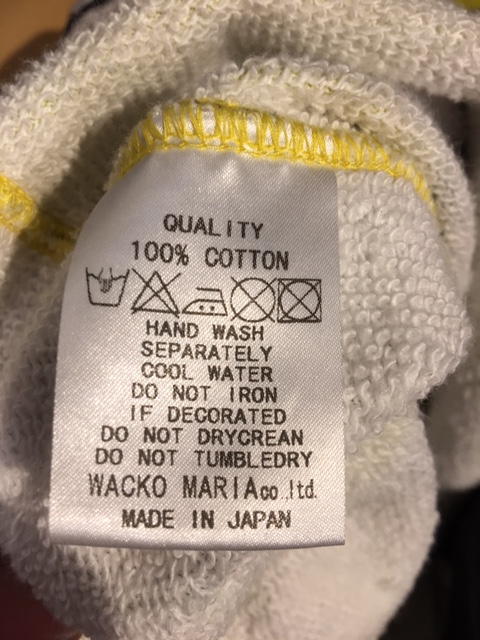 QUALITY
100% COTTON
HAND WASH
SEPARATELY
COOL WATER
DO NOT IRON
IF DECORATED
DO NOT DRYCREAN
DO NOT TUMBLEDRY
WACKO MARIA co.,ltd.
MADE IN JAPAN